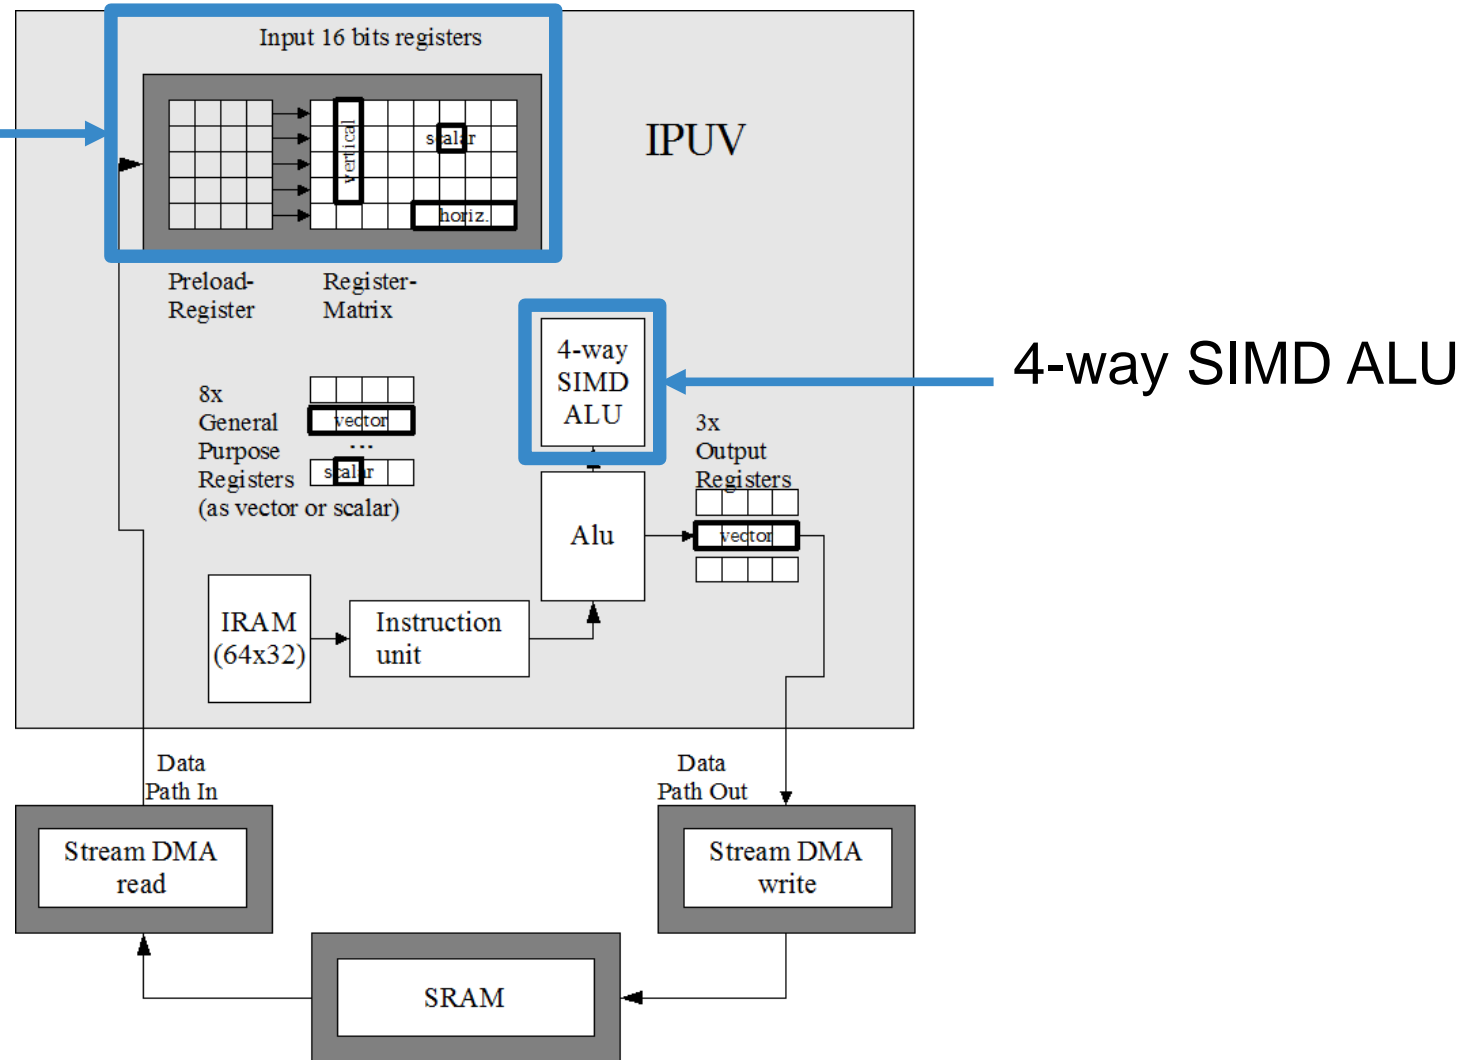 Input 16 bits registers
IPUV
vertical
scalar
horiz.
Preload-
Register
Register-
Matrix
4-way
SIMD
ALU
4-way SIMD ALU
8x
General
Purpose
Registers
(as vector or scalar)
vector
...
scalar
3x
Output
Registers
vector
Alu
IRAM
(64x32)
Instruction
unit
Data
Path In
Data
Path Out
Stream DMA
read
Stream DMA
write
SRAM